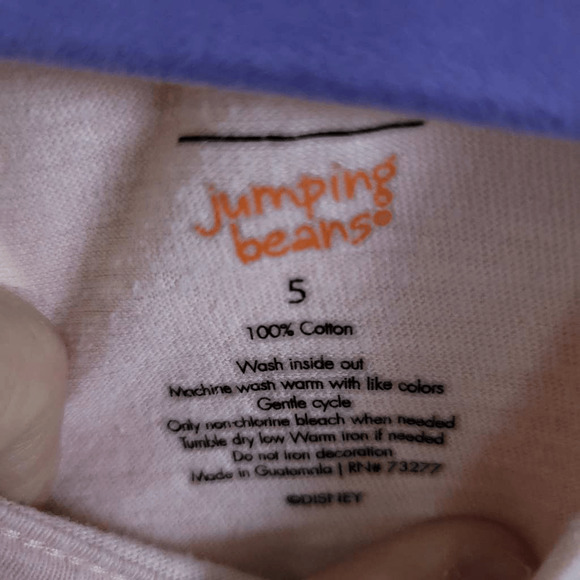 jumping
beans
5
100% Cotton
Wash inside out
Machine wash warm with like colors
Gentle cycle
Only non-chlorine bleach when needed
Tumble dry low Warm iron if needed
Do not iron decoration
Made in Guatemala | RN# 73277
©DISNEY